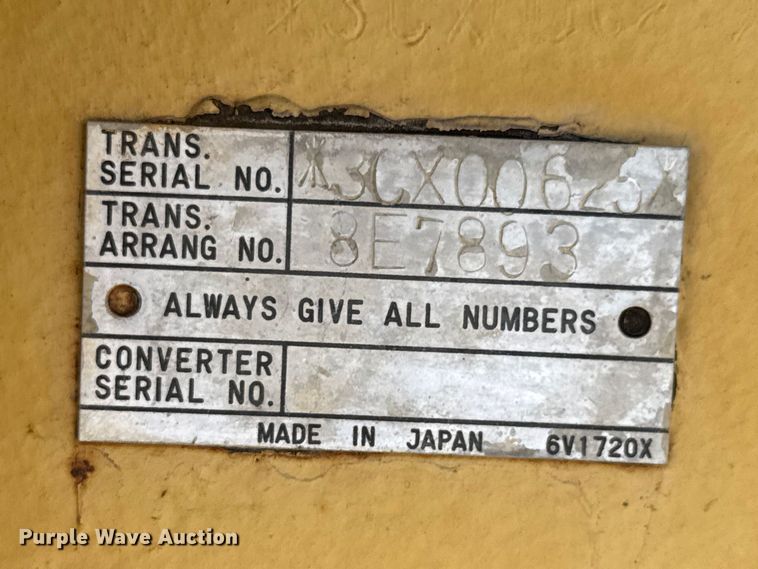 TRANS.
SERIAL NO. *3CX00625*
TRANS.
ARRANG NO. 8E7893
ALWAYS GIVE ALL NUMBERS
CONVERTER
SERIAL NO.
MADE IN JAPAN 6V1720X
Purple Wave Auction